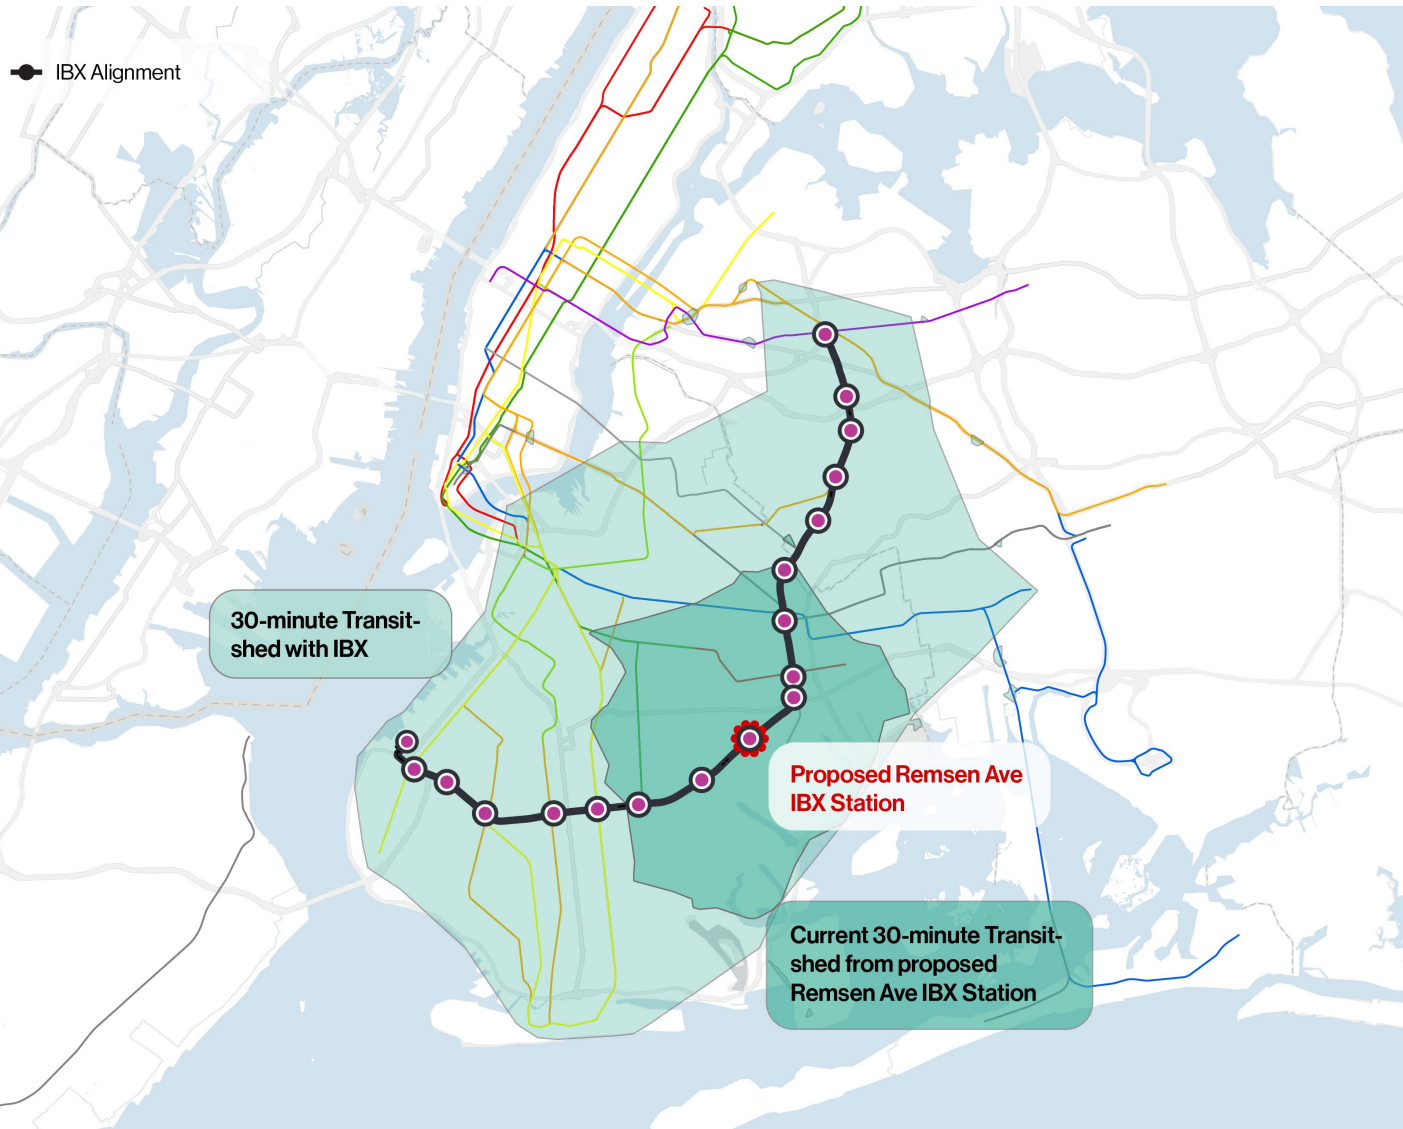 IBX Alignment
30-minute Transit-
shed with IBX
Proposed Remsen Ave
IBX Station
Current 30-minute Transit-
shed from proposed
Remsen Ave IBX Station